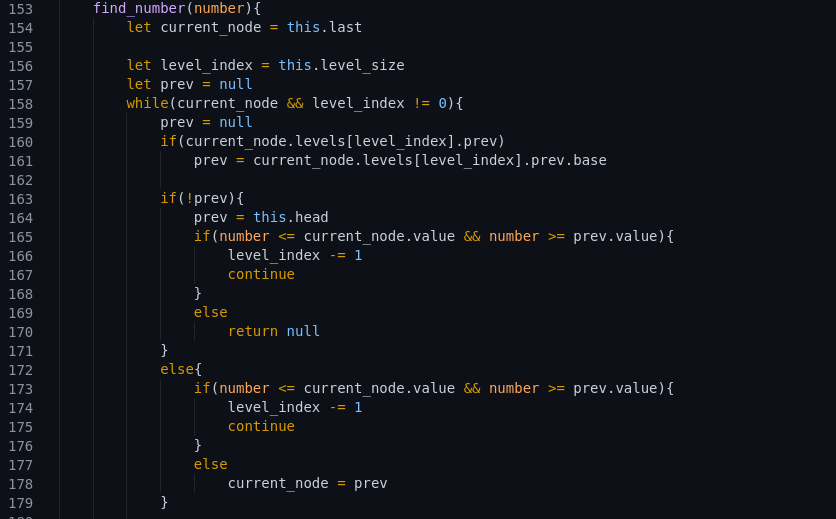 153 find_number(number){
154 let current_node = this.last
155
156 let level_index = this.level_size
157 let prev = null
158 while(current_node && level_index != 0){
159 prev = null
160 if(current_node.levels[level_index].prev)
161 prev = current_node.levels[level_index].prev.base
162
163 if(!prev){
164 prev = this.head
165 if(number <= current_node.value && number >= prev.value){
166 level_index -= 1
167 continue
168 }
169 else
170 return null
171 }
172 else{
173 if(number <= current_node.value && number >= prev.value){
174 level_index -= 1
175 continue
176 }
177 else
178 current_node = prev
179 }